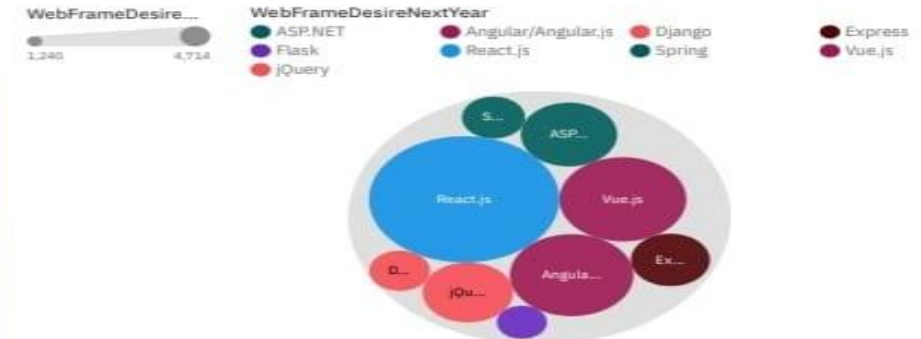 WebFrameDesire...
1,240 4,714
WebFrameDesireNextYear
ASP.NET Angular/Angular.js Django Express
Flask React.js Spring Vue.js
jQuery
S...
ASP...
React.js
Vue.js
D...
jQu...
Angula...
Ex...